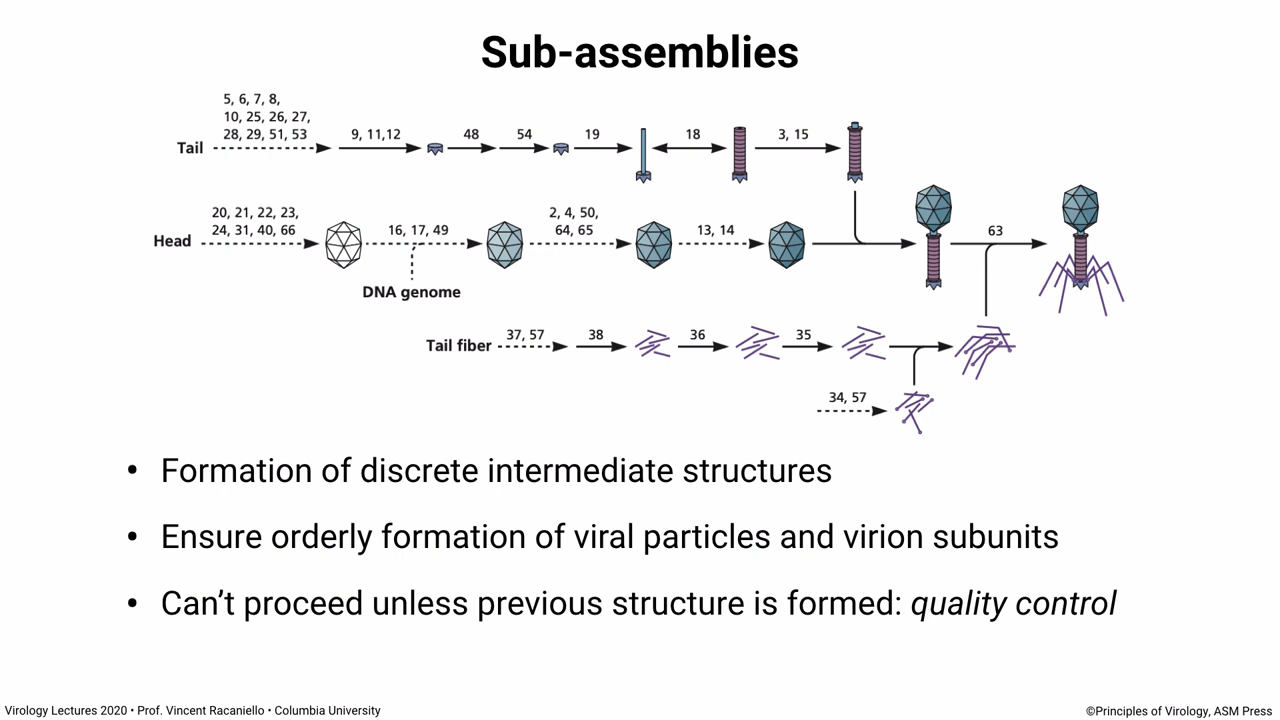 Sub-assemblies
5, 6, 7, 8,
10, 25, 26, 27,
28, 29, 51, 53
Tail
9, 11,12
48
54
19
18
3, 15
20, 21, 22, 23,
24, 31, 40, 66
Head
16, 17, 49
DNA genome
2, 4, 50,
64, 65
13, 14
63
Tail fiber
37, 57
38
36
35
34, 57
• Formation of discrete intermediate structures
• Ensure orderly formation of viral particles and virion subunits
• Can’t proceed unless previous structure is formed: quality control
Virology Lectures 2020 • Prof. Vincent Racaniello • Columbia University
©Principles of Virology, ASM Press